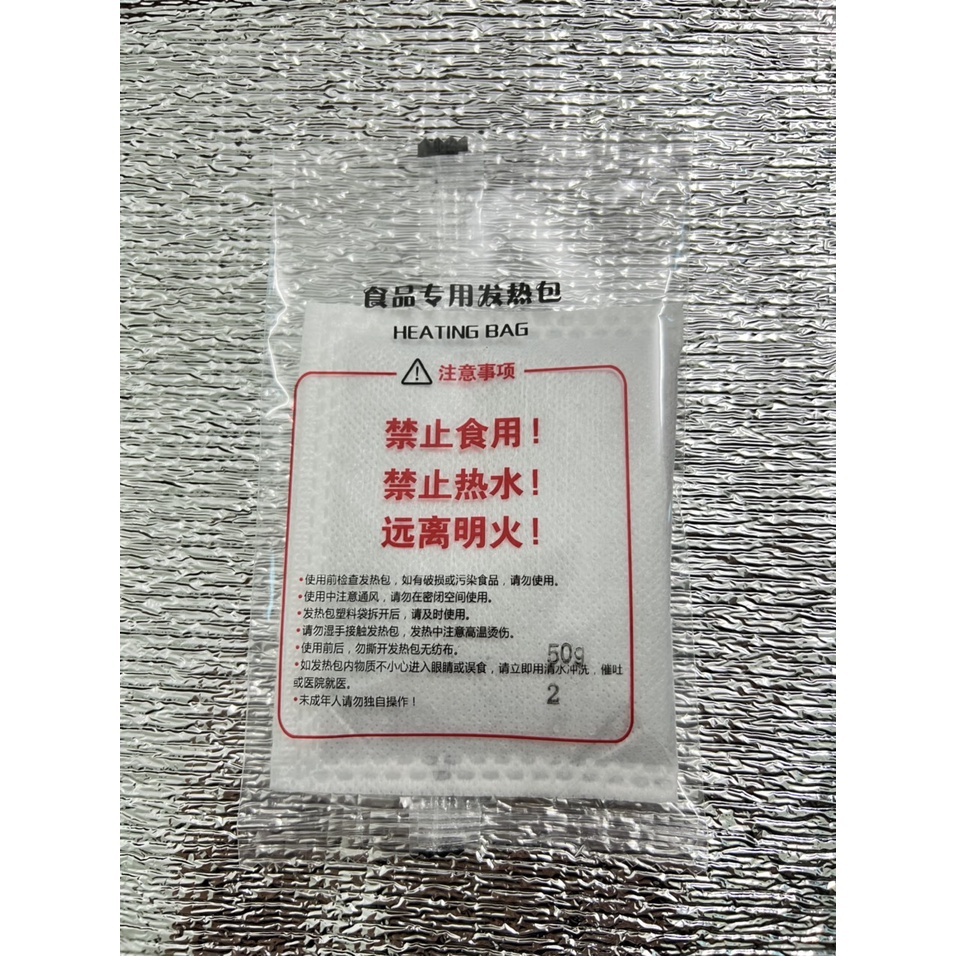 食品专用发热包
HEATING BAG
注意事项
禁止食用！
禁止热水！
远离明火！
•使用前检查发热包，如有破损或污染食品，请勿使用。
•使用中注意通风，请勿在密闭空间使用。
•发热包塑料袋拆开后，请及时使用。
•请勿湿手接触发热包，发热中注意高温烫伤。
•使用前后，勿撕开发热包无纺布。
50g
•如发热包内物质不小心进入眼睛或误食，请立即用清水冲洗，催吐
或医院就医。
2
•未成年人请勿独自操作！